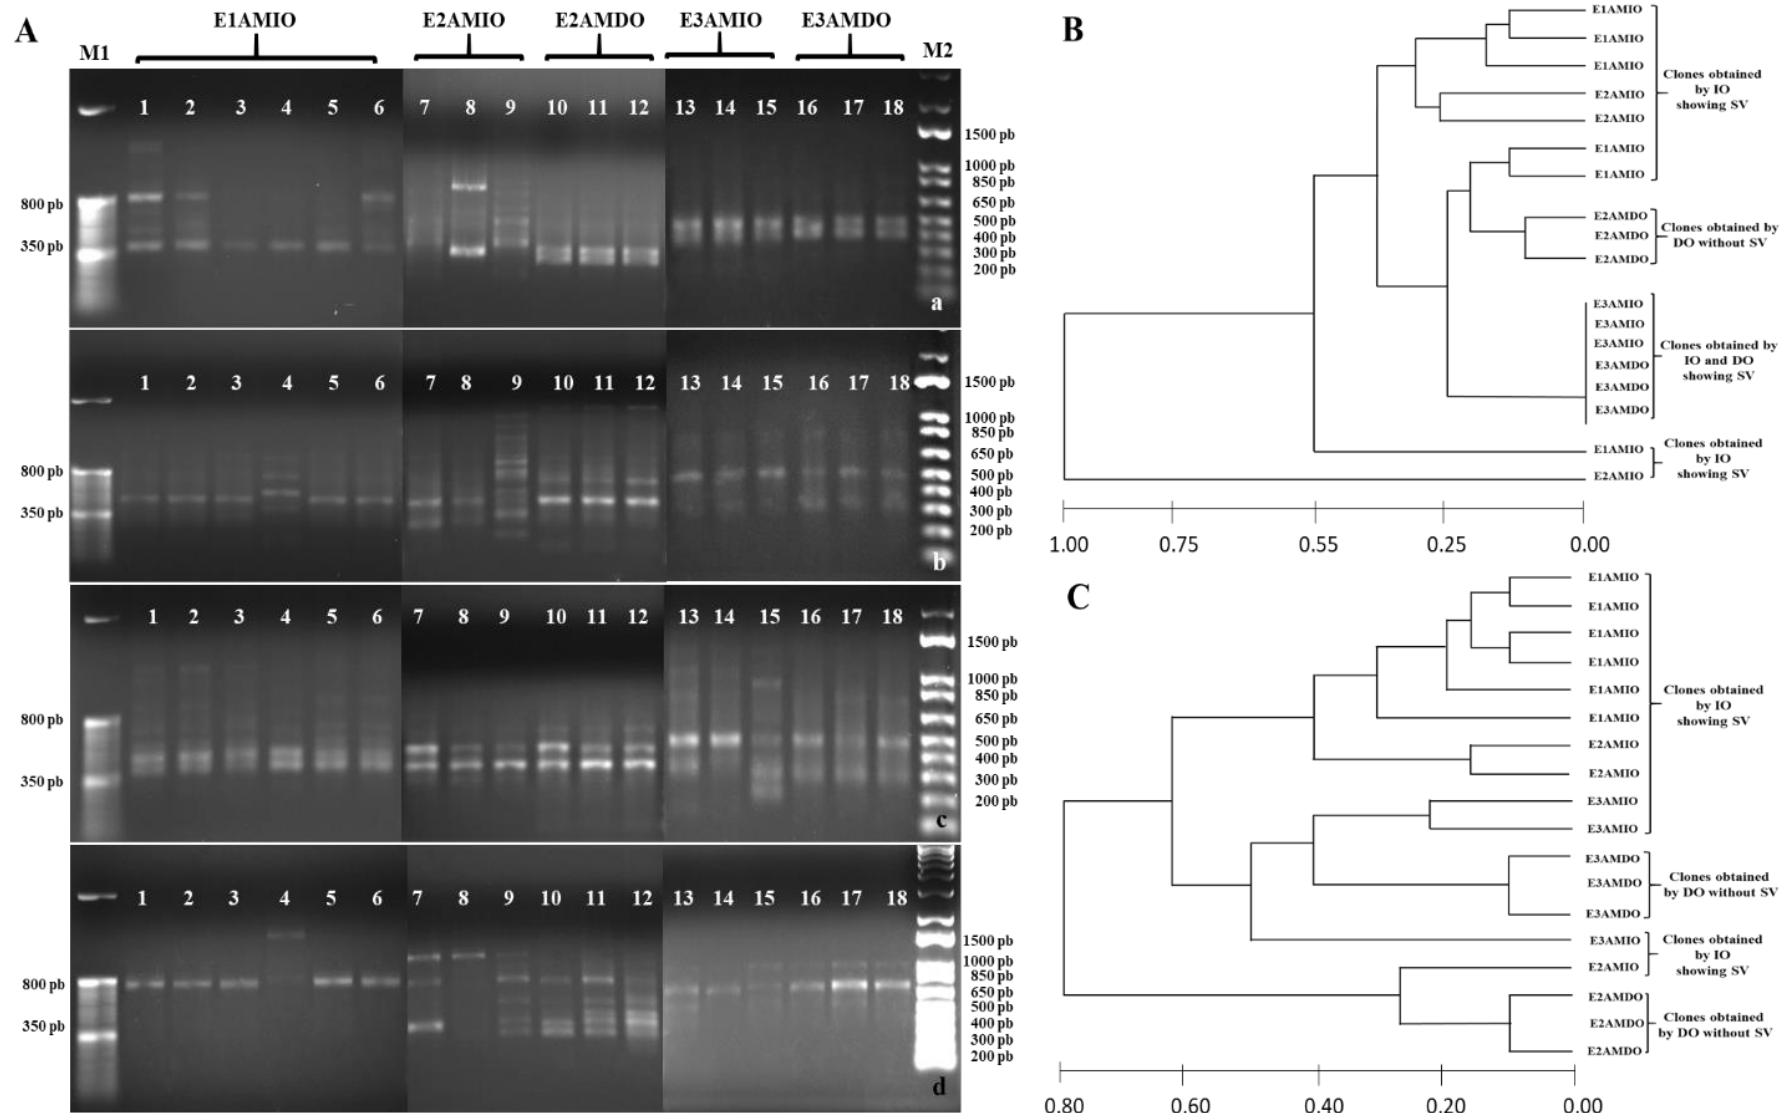 A
E1AMIO E2AMIO E2AMDO E3AMIO E3AMDO
M1 M2
1 2 3 4 5 6 7 8 9 10 11 12 13 14 15 16 17 18
1500 pb
1000 pb
850 pb
800 pb 650 pb
500 pb
350 pb 400 pb
300 pb
200 pb
a
1 2 3 4 5 6 7 8 9 10 11 12 13 14 15 16 17 18
1500 pb
1000 pb
850 pb
650 pb
800 pb 500 pb
400 pb
350 pb 300 pb
200 pb
b
1 2 3 4 5 6 7 8 9 10 11 12 13 14 15 16 17 18
1500 pb
1000 pb
850 pb
800 pb 650 pb
500 pb
400 pb
350 pb 300 pb
200 pb
c
1 2 3 4 5 6 7 8 9 10 11 12 13 14 15 16 17 18
1500 pb
1000 pb
850 pb
800 pb 650 pb
500 pb
350 pb 400 pb
300 pb
200 pb
d
B
E1AMIO
E1AMIO
E1AMIO
E2AMIO
E2AMIO
E1AMIO
E1AMIO
Clones obtained
by IO
showing SV
E2AMDO
E2AMDO
E2AMDO
Clones obtained by
DO without SV
E3AMIO
E3AMIO
E3AMIO
E3AMDO
E3AMDO
E3AMDO
Clones obtained by
IO and DO
showing SV
E1AMIO
E2AMIO
Clones obtained
by IO
showing SV
1.00 0.75 0.55 0.25 0.00
C
E1AMIO
E1AMIO
E1AMIO
E1AMIO
E1AMIO
E1AMIO
E2AMIO
E2AMIO
E3AMIO
E3AMIO
Clones obtained
by IO
showing SV
E3AMDO
E3AMDO
E3AMDO
Clones obtained
by DO without SV
E3AMIO
E2AMIO
Clones obtained
by IO
showing SV
E2AMDO
E2AMDO
E2AMDO
Clones obtained
by DO without SV
0.80 0.60 0.40 0.20 0.00